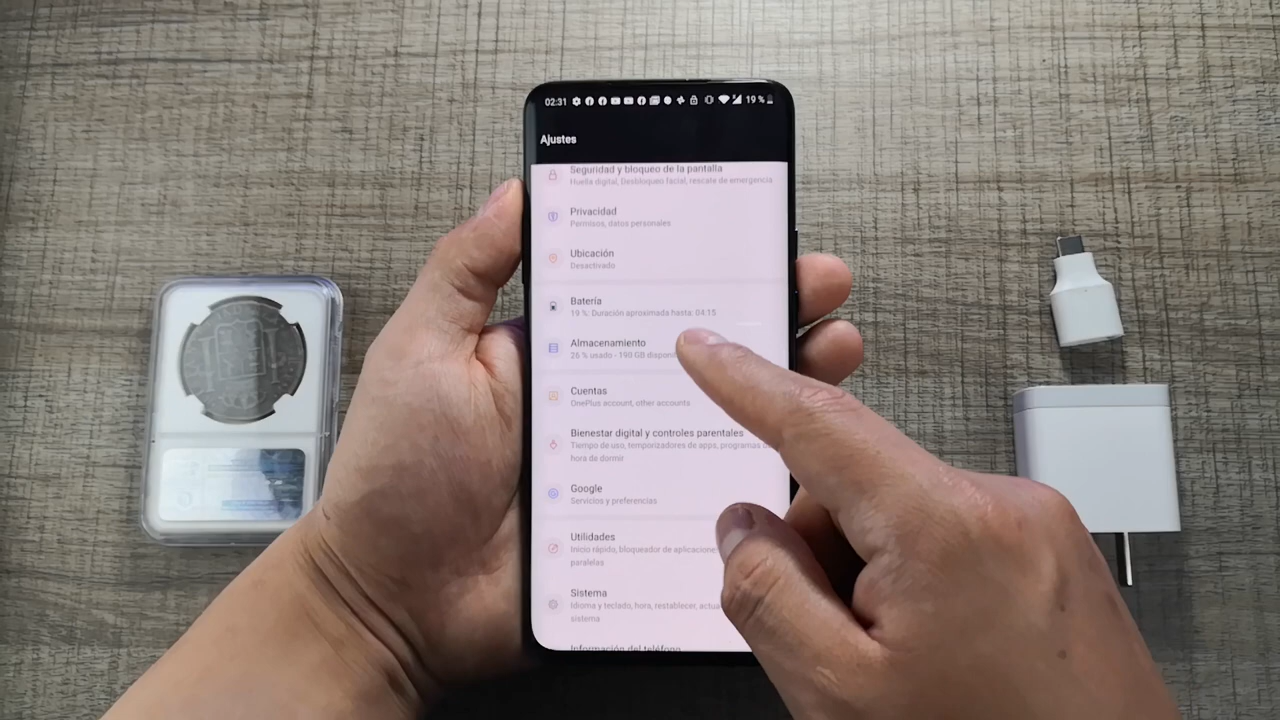 02:31 19 %
Ajustes
Seguridad y bloqueo de la pantalla
Huella digital, Desbloqueo facial, rescate de emergencia
Privacidad
Permisos, datos personales
Ubicación
Desactivado
Batería
19 %: Duración aproximada hasta: 04:15
Almacenamiento
26 % usado - 190 GB
Cuentas
OnePlus account, other accounts
Bienestar digital y controles parentales
Tiempo de uso, temporizadores de apps, programas
hora de dormir
Google
Servicios y preferencias
Utilidades
Inicio rápido, bloqueador de aplicaciones
paralelas
Sistema
Idioma y teclado, hora, restablecer,
sistema
Información del teléfono